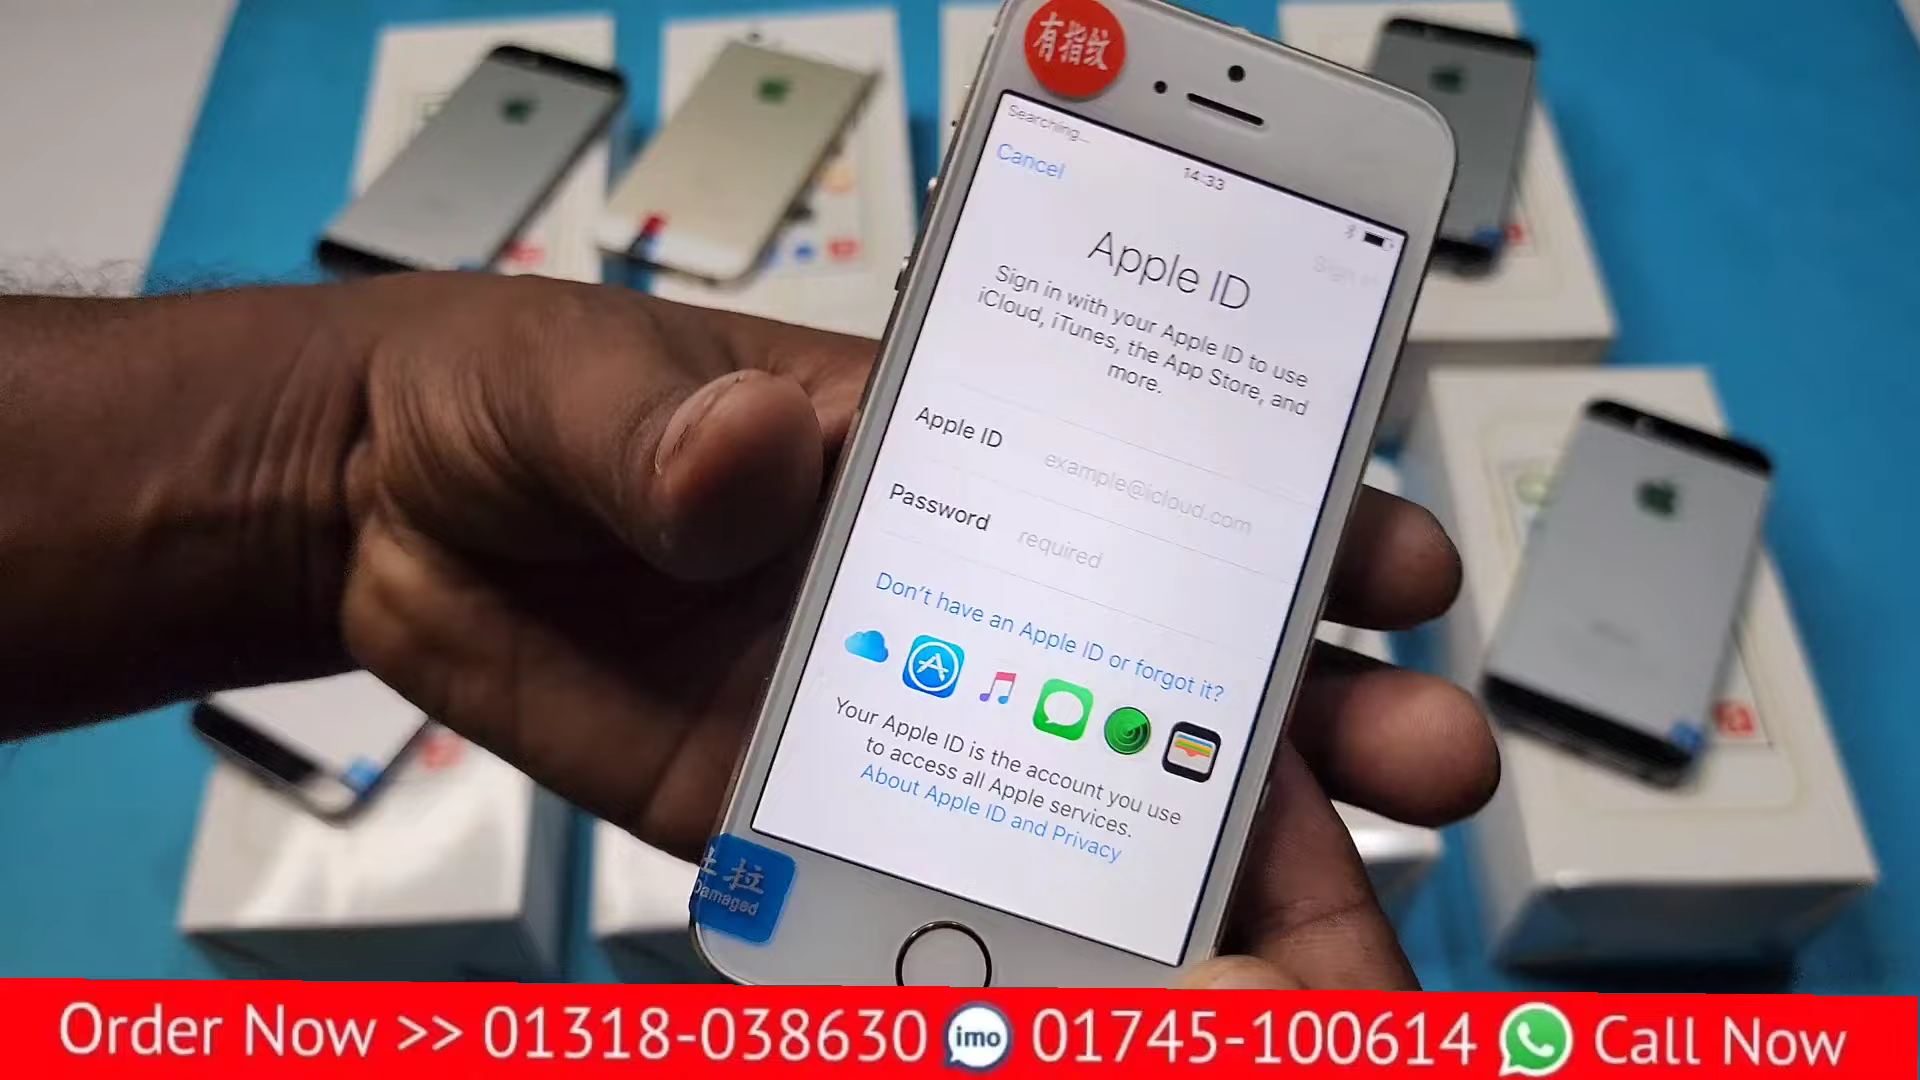 有指纹
Searching...
Cancel
14:33
Sign In
Apple ID
Sign in with your Apple ID to use
iCloud, iTunes, the App Store, and
more.
Apple ID example@icloud.com
Password required
Don't have an Apple ID or forgot it?
Your Apple ID is the account you use
to access all Apple services.
About Apple ID and Privacy
拉
Damaged
Order Now >> 01318-038630 imo 01745-100614 Call Now